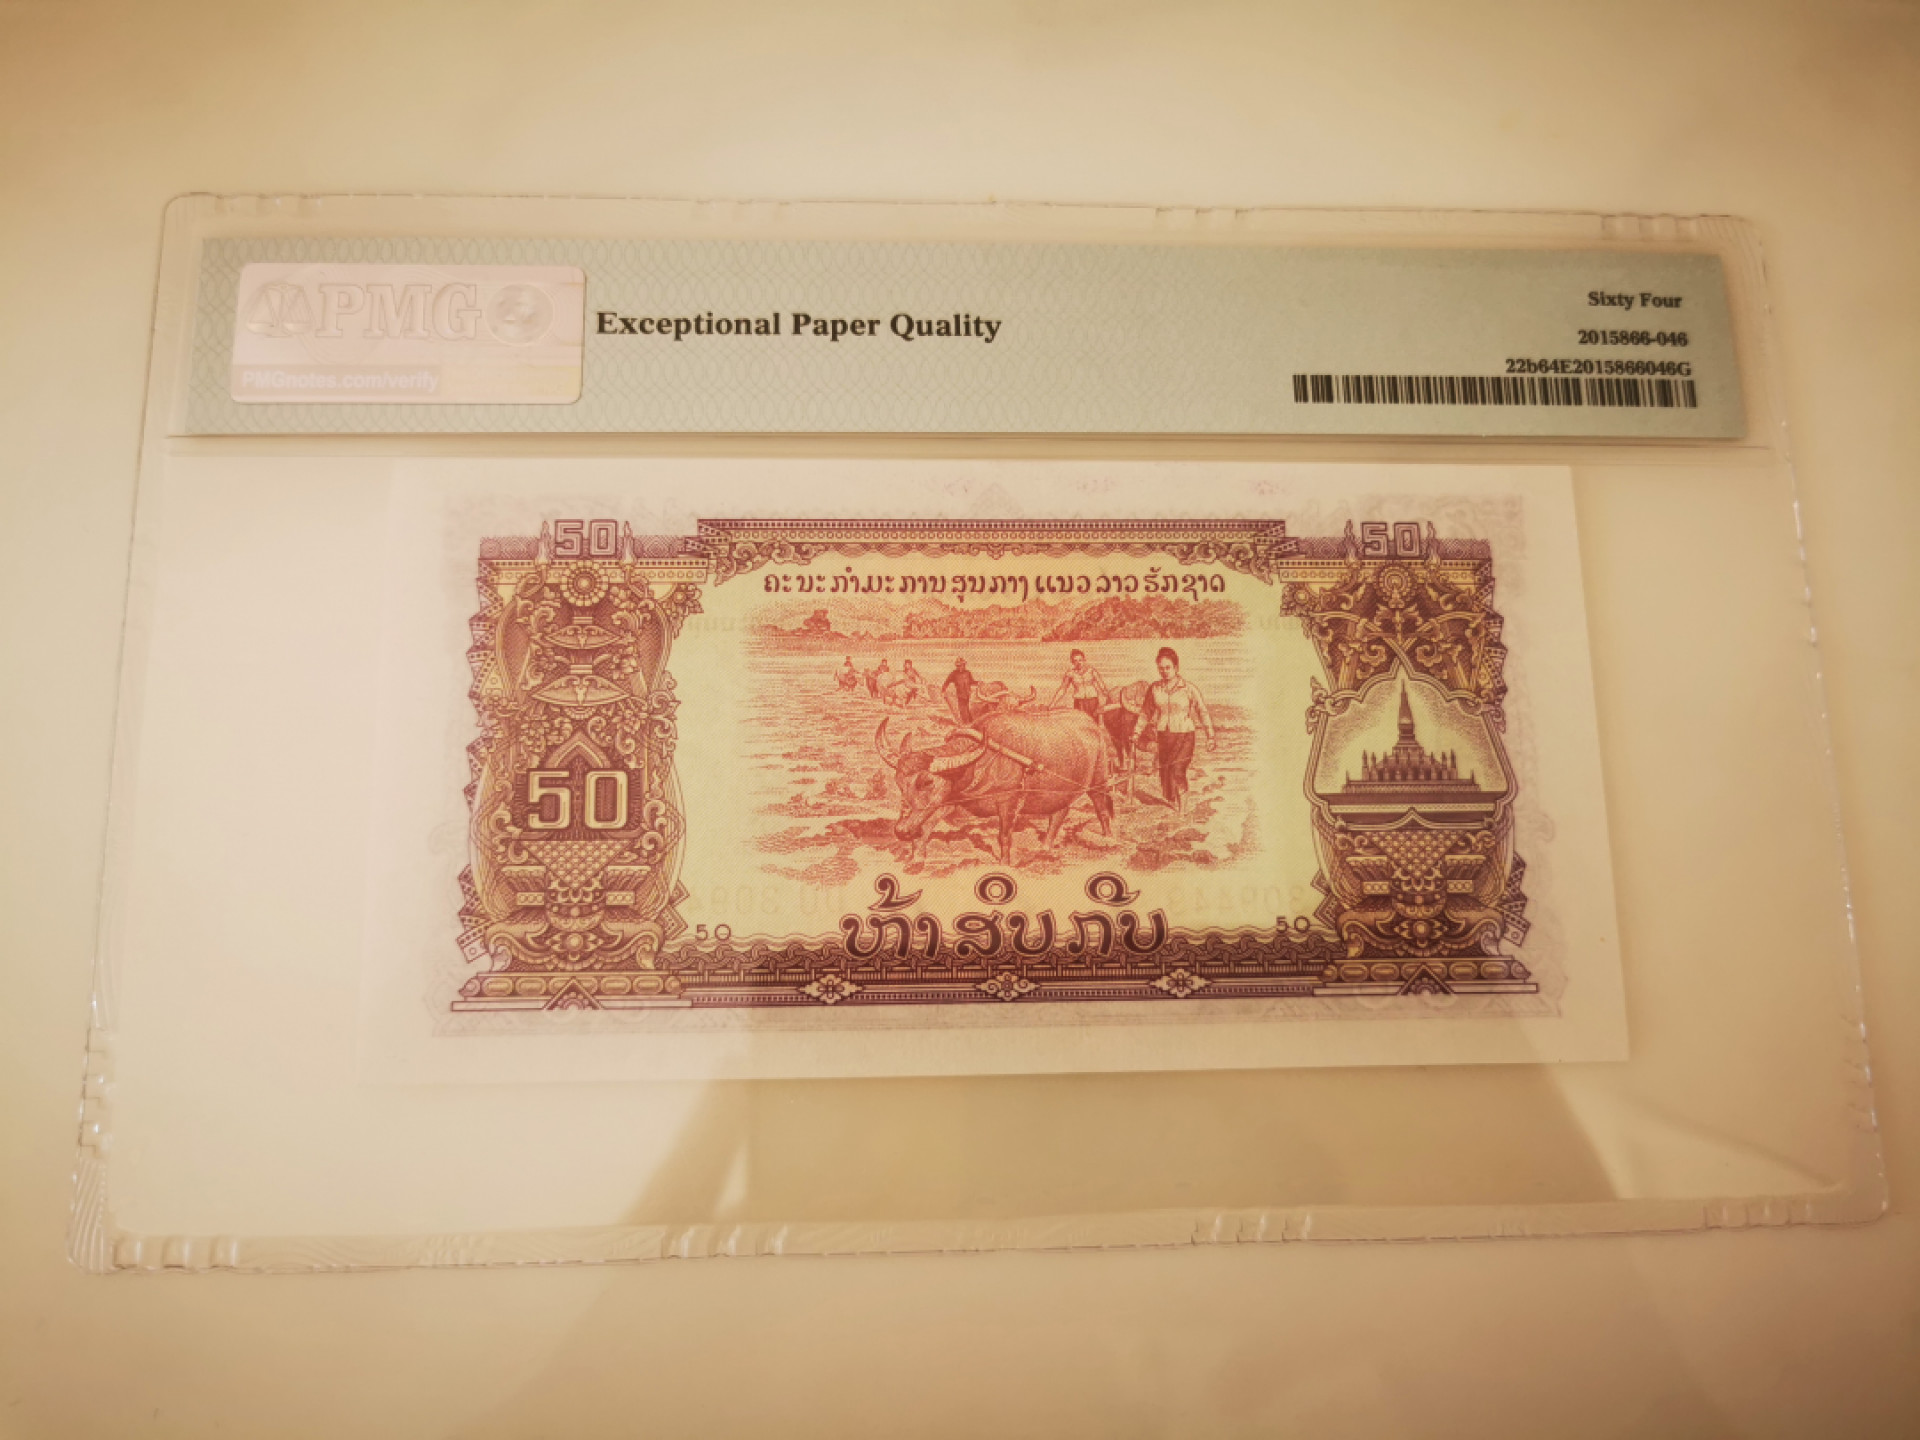 PMG
PMGnotes.com/verify
Exceptional Paper Quality
Sixty Four
2015866-046
22b64E2015866046G
50
50
ຄະນະກຳມະການສູນກາງແນວລາວຮັກຊາດ
50
50
ຫ້າສິບກີບ
50